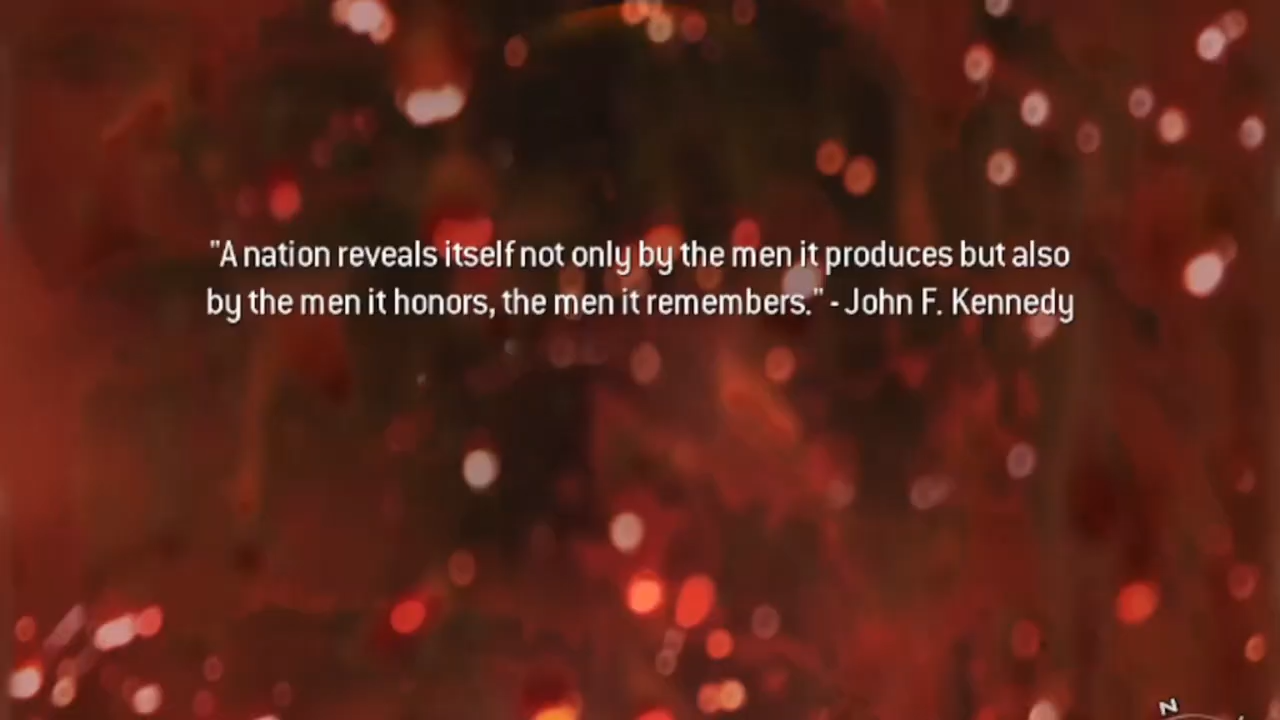 "A nation reveals itself not only by the men it produces but also
by the men it honors, the men it remembers." - John F. Kennedy
N